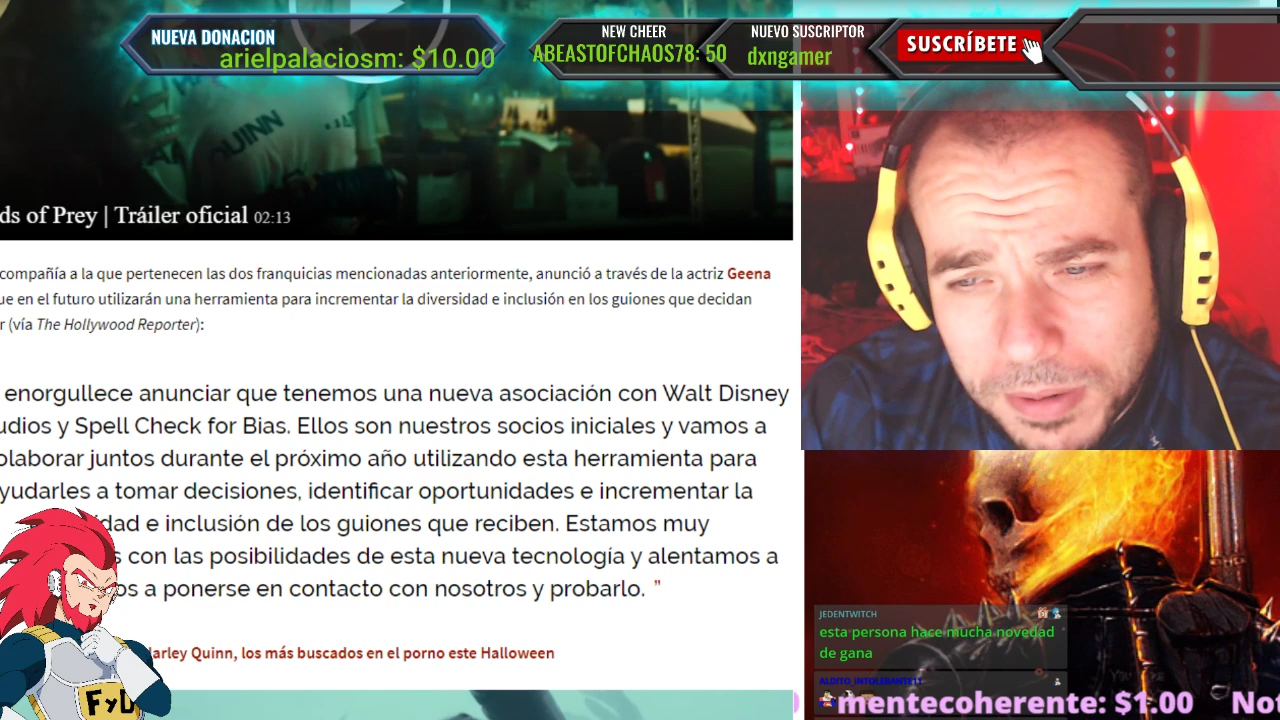 NUEVA DONACION
arielpalaciosm: $10.00
NEW CHEER
ABEASTOFCHAOS78: 50
NUEVO SUSCRIPTOR
dxngamer
SUSCRÍBETE
QUINN
ds of Prey | Tráiler oficial 02:13
compañía a la que pertenecen las dos franquicias mencionadas anteriormente, anunció a través de la actriz Geena
ue en el futuro utilizarán una herramienta para incrementar la diversidad e inclusión en los guiones que decidan
r (vía The Hollywood Reporter):
enorgullece anunciar que tenemos una nueva asociación con Walt Disney
udios y Spell Check for Bias. Ellos son nuestros socios iniciales y vamos a
olaborar juntos durante el próximo año utilizando esta herramienta para
yudarles a tomar decisiones, identificar oportunidades e incrementar la
dad e inclusión de los guiones que reciben. Estamos muy
s con las posibilidades de esta nueva tecnología y alentamos a
os a ponerse en contacto con nosotros y probarlo. ”
arley Quinn, los más buscados en el porno este Halloween
FyD
JEDENTWITCH
esta persona hace mucha novedad
de gana
ALDITO_INTOLERANTE11
mentecoherente: $1.00 Nov